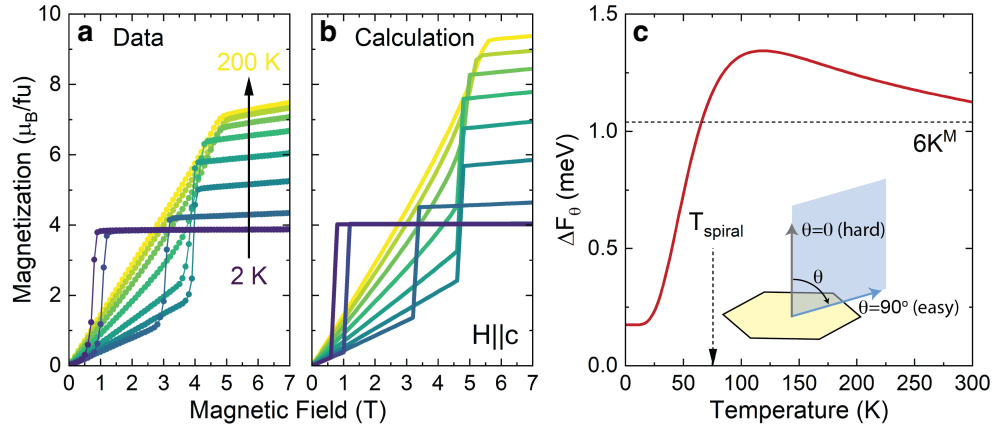 a Data
200 K
2 K
10
8
6
4
2
0
0 1 2 3 4 5 6 7
Magnetization (μB/fu)
b Calculation
H||c
0 1 2 3 4 5 6 7
Magnetic Field (T)
c
1.5
1.0
0.5
0.0
ΔFθ (meV)
6K^M
Tspiral
θ=0 (hard)
θ
θ=90° (easy)
0 50 100 150 200 250 300
Temperature (K)